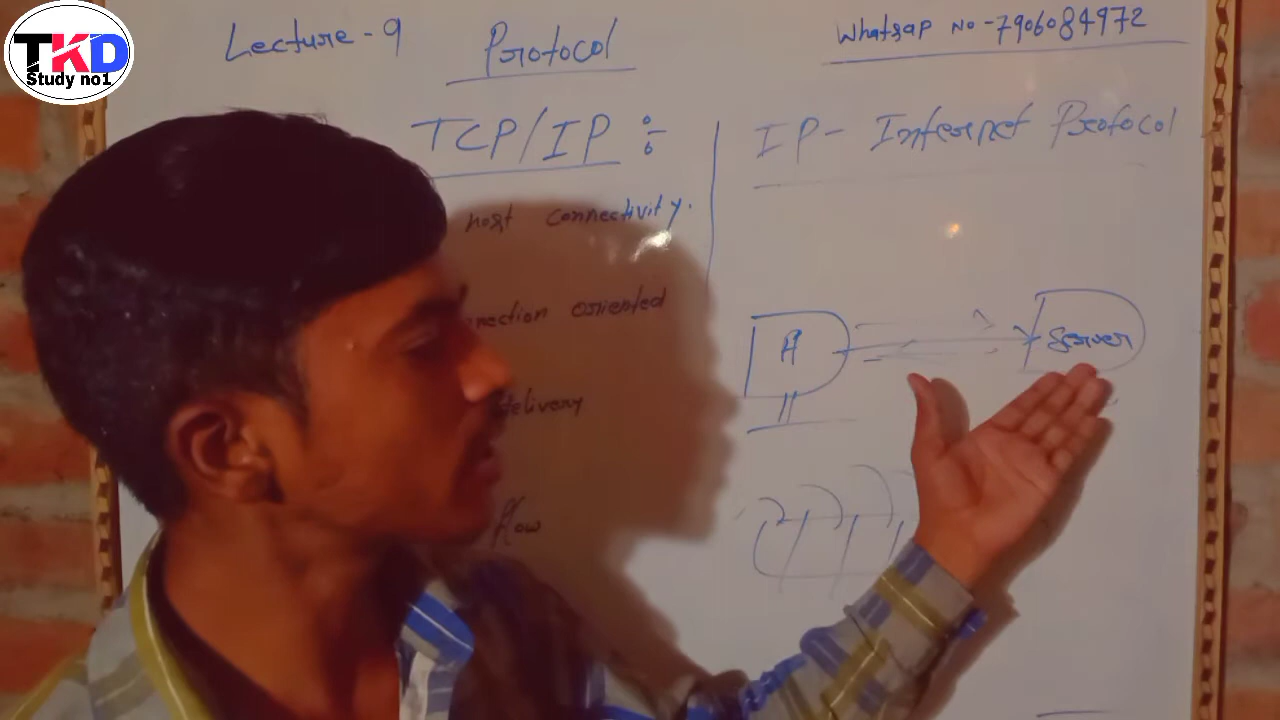 TKD
Study no1
Lecture - 9
Protocol
Whatsap No - 7906084972
TCP/IP :
host connectivity.
oriented
delivery
flow
IP - Internet Protocol
H
Server